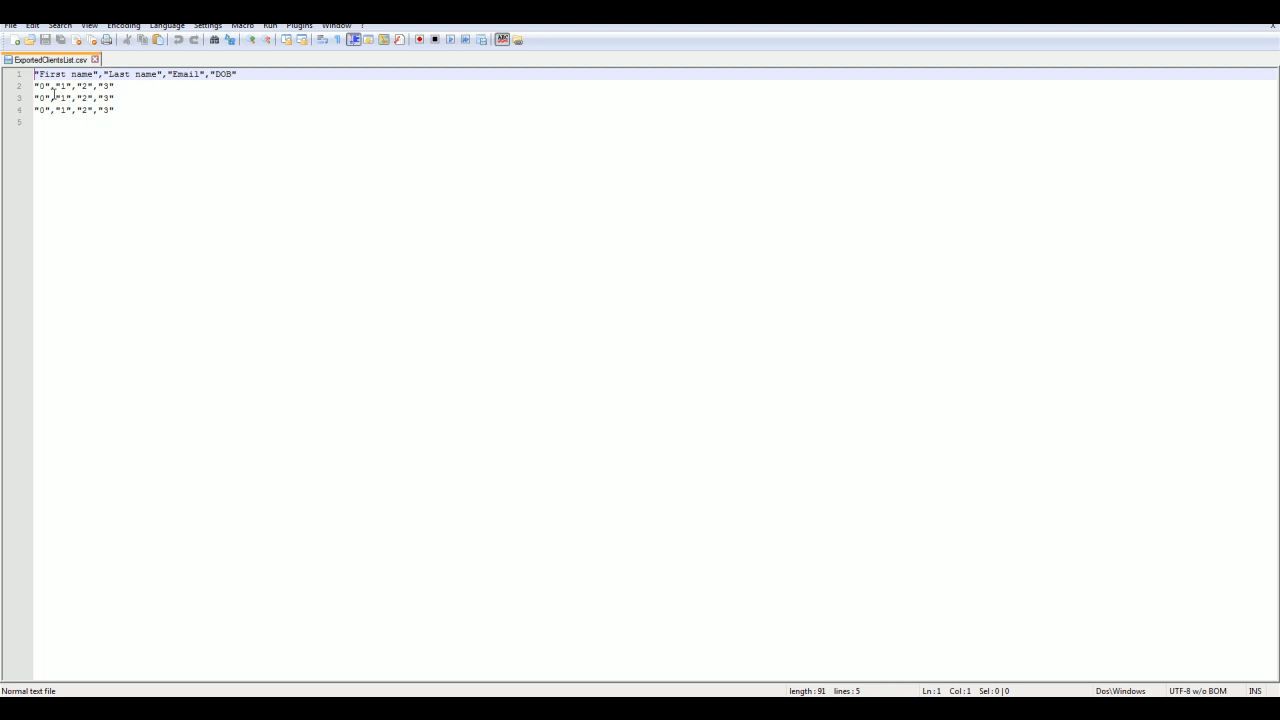 File Edit Search View Encoding Language Settings Macro Run Plugins Window ? X
ExportedClientsList.csv
1 "First name","Last name","Email","DOB"
2 "0","1","2","3"
3 "0","1","2","3"
4 "0","1","2","3"
5
Normal text file length : 91 lines : 5 Ln : 1 Col : 1 Sel : 0 | 0 Dos\Windows UTF-8 w/o BOM INS